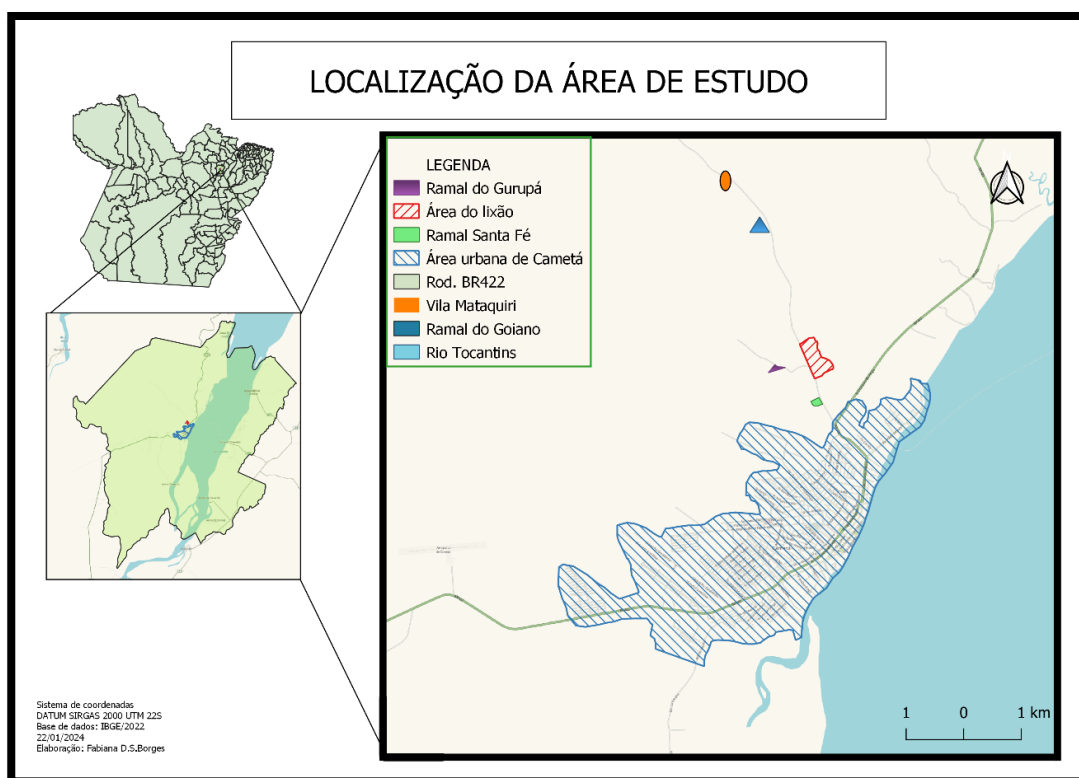 LOCALIZAÇÃO DA ÁREA DE ESTUDO
LEGENDA
Ramal do Gurupá
Área do lixão
Ramal Santa Fé
Área urbana de Cametá
Rod. BR422
Vila Mataquiri
Ramal do Goiano
Rio Tocantins
1 0 1 km
Sistema de coordenadas
DATUM SIRGAS 2000 UTM 22S
Base de dados: IBGE/2022
22/01/2024
Elaboração: Fabiana D.S.Borges